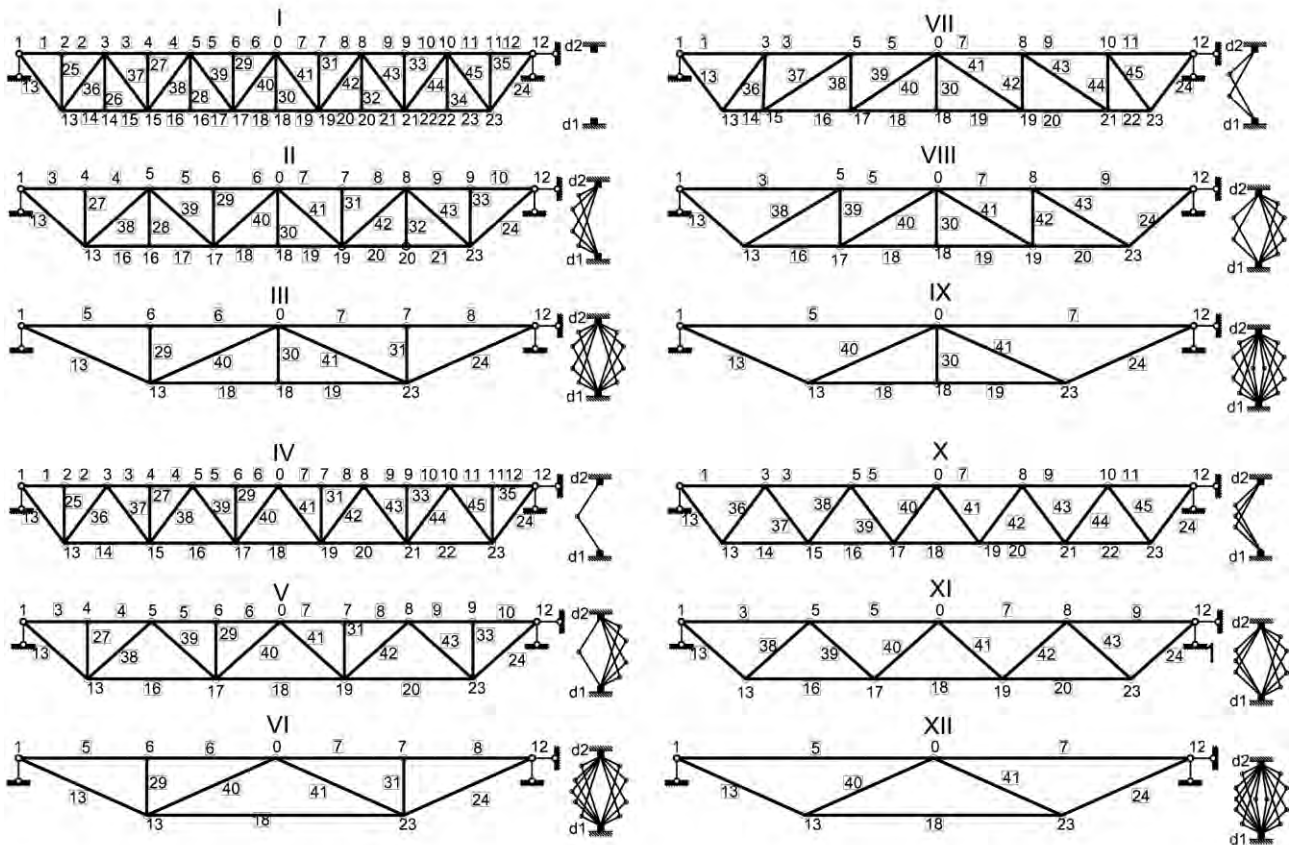 I
1 1 2 2 3 3 4 4 5 5 6 6 0 7 7 8 8 9 9 10 10 11 11 12 12 d2
25 37 27 39 29 41 31 43 33 45 35
13 36 26 38 28 40 30 42 32 44 34 24
13 14 14 15 15 16 16 17 17 18 18 19 19 20 20 21 21 22 22 23 23 d1
VII
1 1 3 3 5 5 0 7 8 9 10 11 12 d2
13 36 37 38 39 40 30 41 42 43 44 45 24
13 14 15 16 17 18 18 19 21 20 22 23 d1
II
1 3 4 4 5 5 6 6 0 7 7 8 8 9 9 10 12 d2
13 27 38 28 39 29 40 30 41 31 42 32 43 33 24
13 16 16 17 17 18 18 19 19 20 20 21 23 d1
VIII
1 3 5 5 0 7 8 9 12 d2
13 38 39 40 30 41 42 43 24
13 16 17 18 18 19 19 20 23 d1
III
1 5 6 6 0 7 7 8 12 d2
13 29 40 30 41 31 24
13 18 18 19 23 d1
IX
1 5 0 7 12 d2
13 40 30 41 24
13 18 18 19 23 d1
IV
1 1 2 2 3 3 4 4 5 5 6 6 0 7 7 8 8 9 9 10 10 11 11 12 12 d2
13 25 36 37 27 38 39 29 40 41 31 42 43 33 44 45 35 24
13 14 15 16 17 18 19 20 21 22 23 d1
X
1 1 3 3 5 5 0 7 8 9 10 11 12 d2
13 36 37 38 39 40 41 42 43 44 45 24
13 14 15 16 17 18 19 20 21 22 23 d1
V
1 3 4 4 5 5 6 6 0 7 7 8 8 9 9 10 12 d2
13 27 38 39 29 40 41 31 42 43 33 24
13 16 17 18 19 20 23 d1
XI
1 3 5 5 0 7 8 9 12 d2
13 38 39 40 41 42 43 24
13 16 17 18 19 20 23 d1
VI
1 5 6 6 0 7 7 8 12 d2
13 29 40 41 31 24
13 18 23 d1
XII
1 5 0 7 12 d2
13 40 41 24
13 18 23 d1